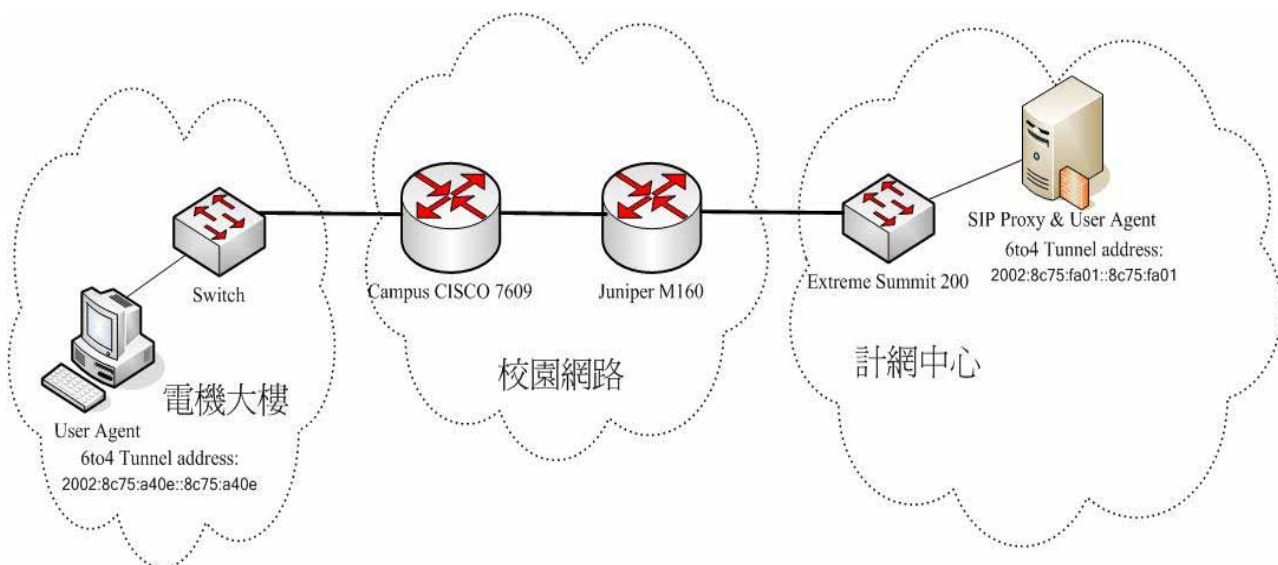 Switch
User Agent
6to4 Tunnel address:
2002:8c75:a40e::8c75:a40e
電機大樓
Campus CISCO 7609
Juniper M160
校園網路
Extreme Summit 200
SIP Proxy & User Agent
6to4 Tunnel address:
2002:8c75:fa01::8c75:fa01
計網中心